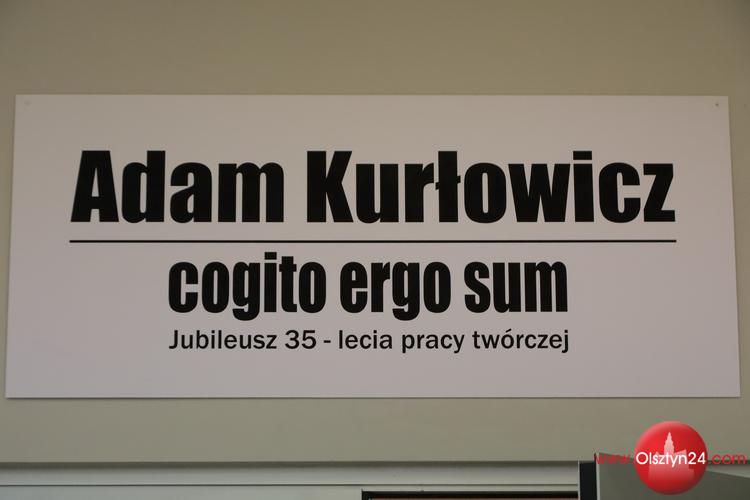 Adam Kurłowicz
cogito ergo sum
Jubileusz 35 - lecia pracy twórczej
www.Olsztyn24.com